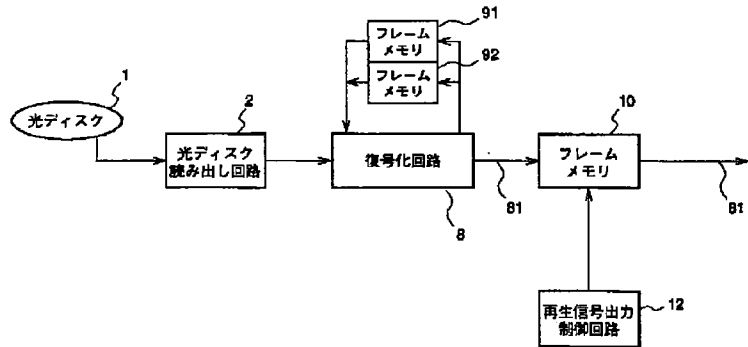 91
フレーム
メモリ
92
フレーム
メモリ
1
光ディスク
2
光ディスク
読み出し回路
復号化回路
8
81
10
フレーム
メモリ
81
再生信号出力
制御回路
12